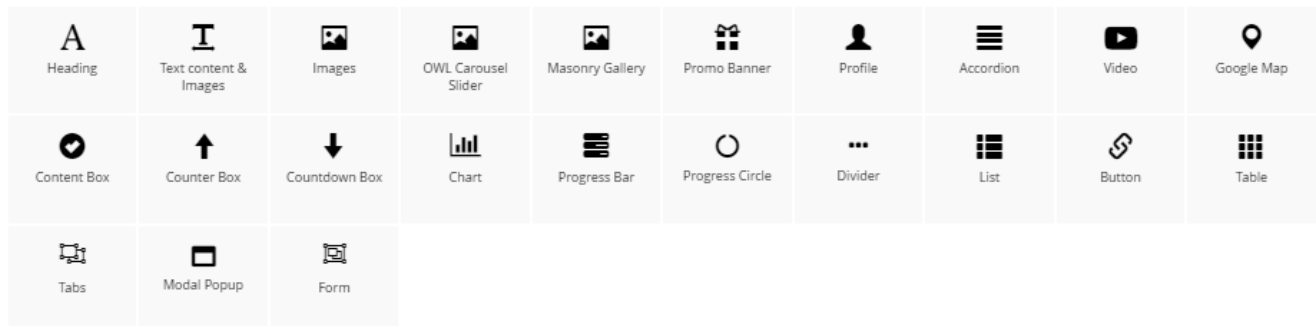 Heading
Text content &
Images
Images
OWL Carousel
Slider
Masonry Gallery
Promo Banner
Profile
Accordion
Video
Google Map
Content Box
Counter Box
Countdown Box
Chart
Progress Bar
Progress Circle
Divider
List
Button
Table
Tabs
Modal Popup
Form